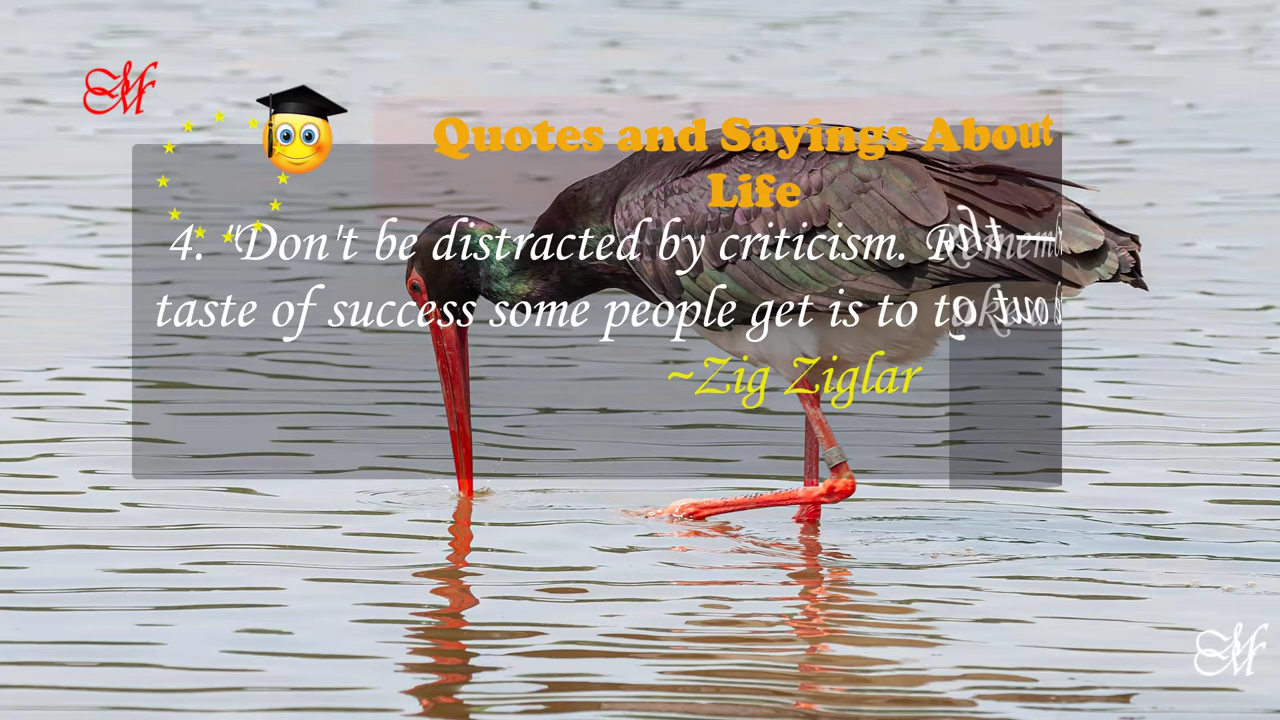 Quotes and Sayings About
Life
4. "Don't be distracted by criticism.
taste of success some people get is to
~Zig Ziglar